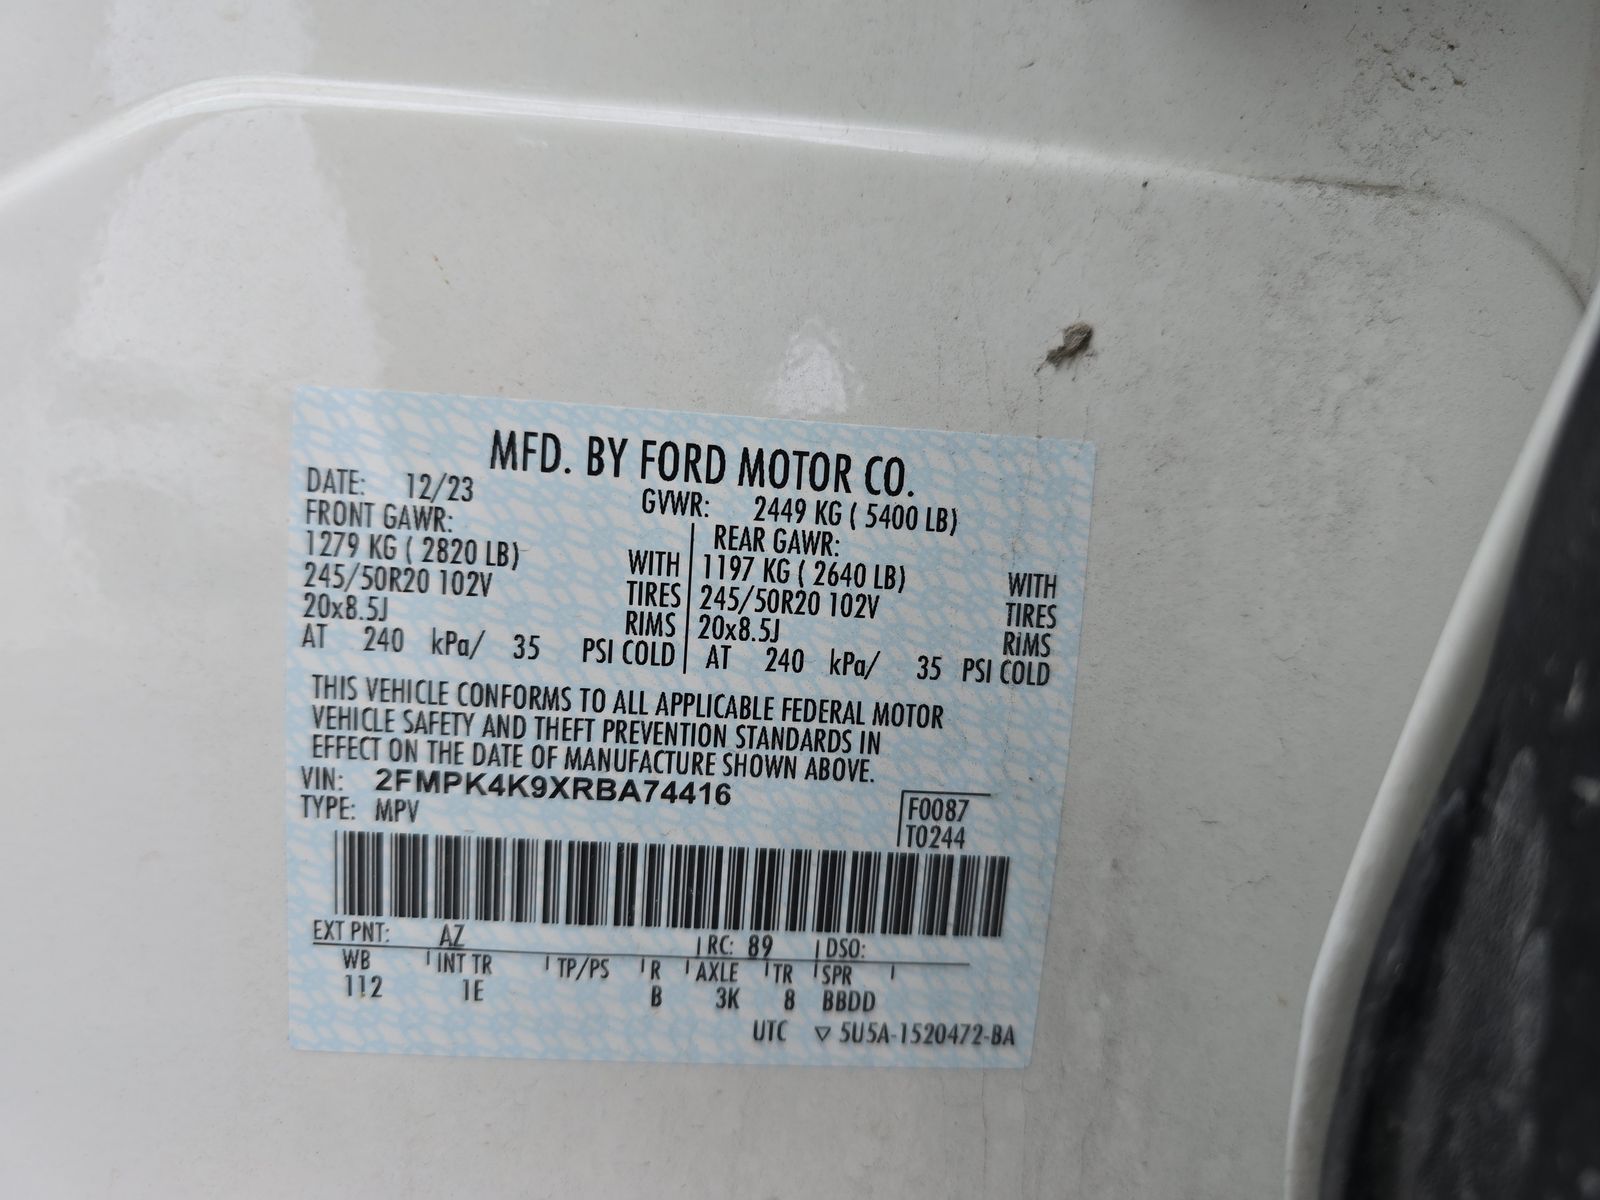 MFD. BY FORD MOTOR CO.
DATE: 12/23 GVWR: 2449 KG ( 5400 LB)
FRONT GAWR: REAR GAWR:
1279 KG ( 2820 LB) WITH 1197 KG ( 2640 LB) WITH
245/50R20 102V TIRES 245/50R20 102V TIRES
20x8.5J RIMS 20x8.5J RIMS
AT 240 kPa/ 35 PSI COLD AT 240 kPa/ 35 PSI COLD
THIS VEHICLE CONFORMS TO ALL APPLICABLE FEDERAL MOTOR
VEHICLE SAFETY AND THEFT PREVENTION STANDARDS IN
EFFECT ON THE DATE OF MANUFACTURE SHOWN ABOVE.
VIN: 2FMPK4K9XRBA74416
TYPE: MPV
F0087
T0244
EXT PNT: AZ RC: 89 DSO:
WB INT TR TP/PS R AXLE TR SPR
112 1E B 3K 8 BBDD
UTC ▽ 5U5A-1520472-BA